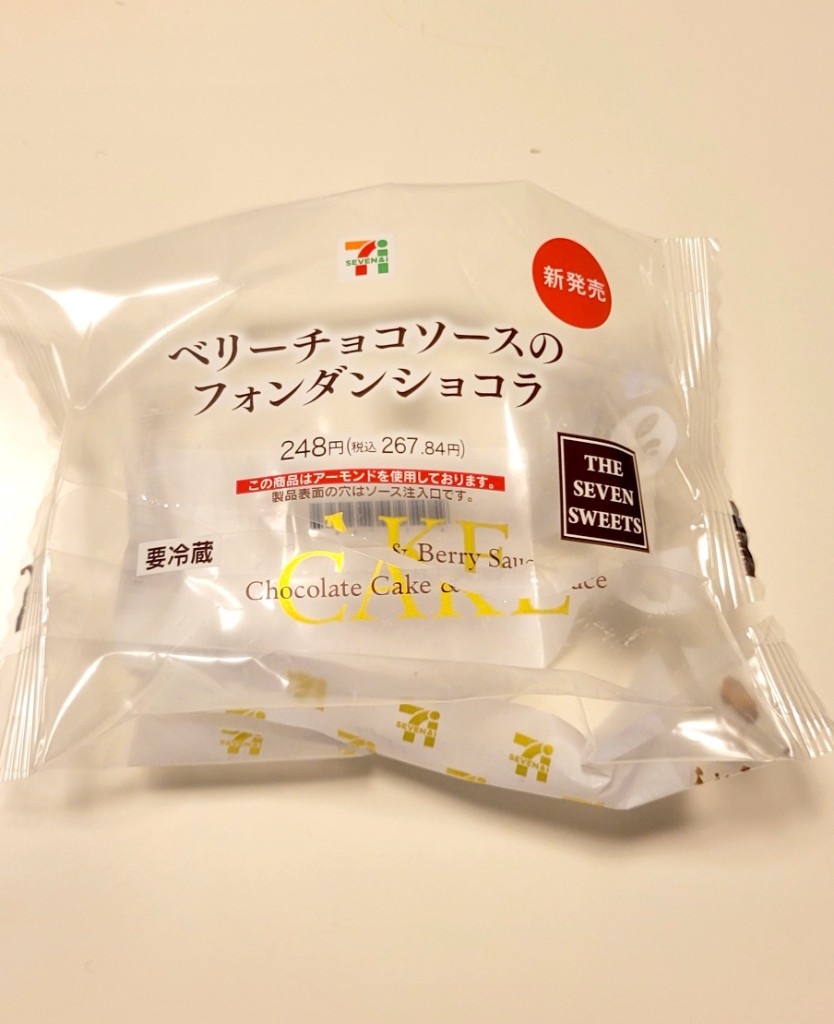 SEVEN&i
新発売
ベリーチョコソースの
フォンダンショコラ
248円(税込 267.84円)
この商品はアーモンドを使用しております。
製品表面の穴はソース注入口です。
THE
SEVEN
SWEETS
要冷蔵
& Berry
Chocolate Cake &
CAKE
SEVEN&i
SEVEN&i